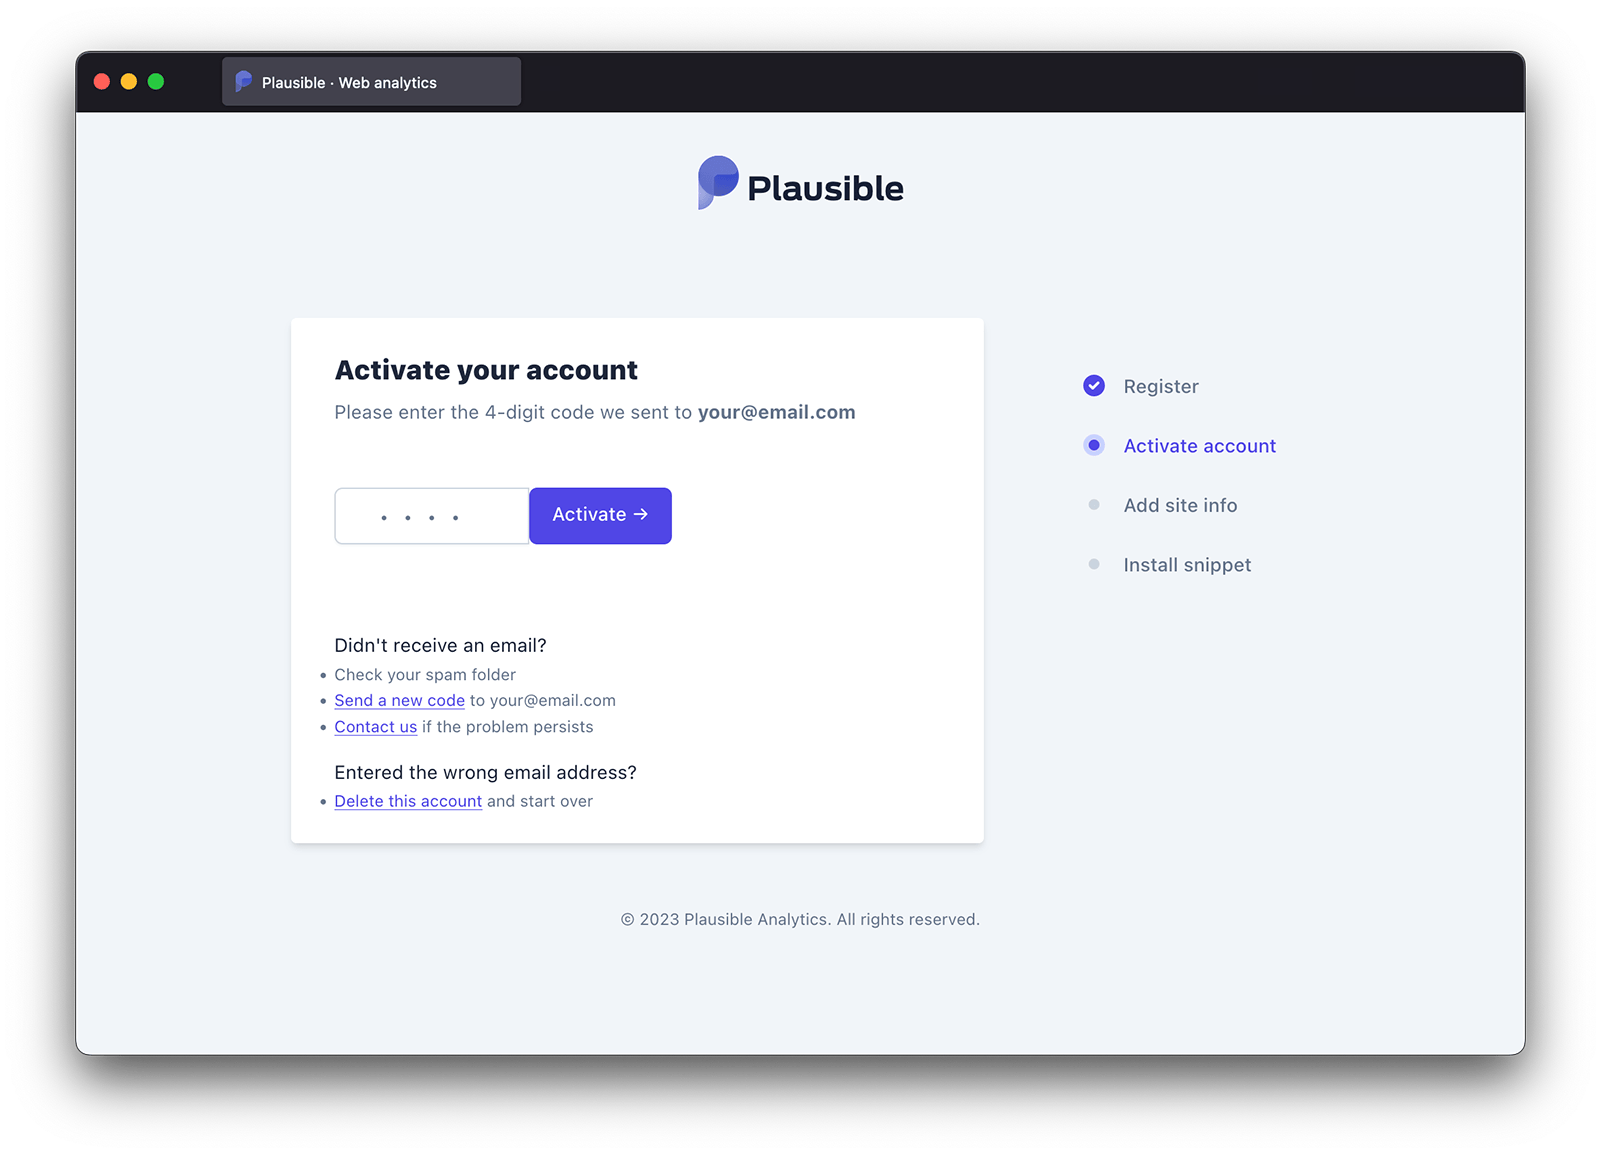 Plausible · Web analytics
Plausible
Activate your account
Please enter the 4-digit code we sent to your@email.com
• • • •
Activate →
Didn't receive an email?
• Check your spam folder
• Send a new code to your@email.com
• Contact us if the problem persists
Entered the wrong email address?
• Delete this account and start over
Register
Activate account
Add site info
Install snippet
© 2023 Plausible Analytics. All rights reserved.